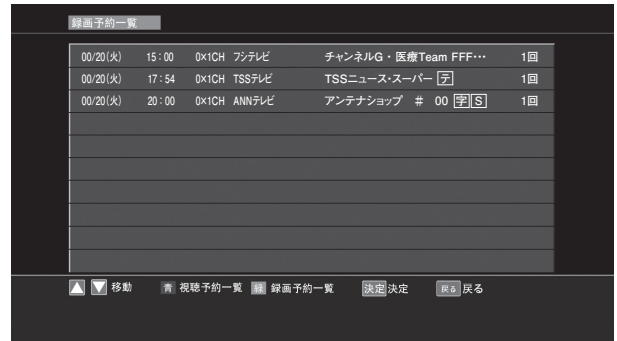 録画予約一覧
00/20(火) 15:00 0×1CH フジテレビ チャンネルG・医療Team FFF… 1回
00/20(火) 17:54 0×1CH TSSテレビ TSSニュース・スーパー テ 1回
00/20(火) 20:00 0×1CH ANNテレビ アンテナショップ # 00 字 S 1回
▲ ▼ 移動 青 視聴予約一覧 緑 録画予約一覧 決定 決定 戻る 戻る